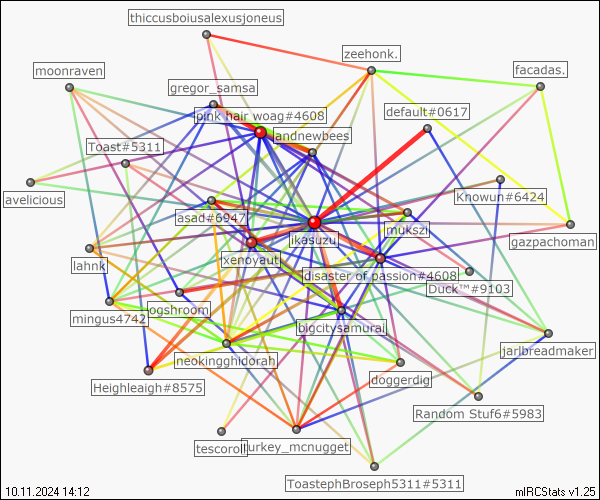 thiccusboiusalexusjoneus
zeehonk.
moonraven
facadas.
gregor_samsa
default#0617
pink hair woag#4608
andnewbees
Toast#5311
Knowun#6424
avelicious
asad#6947
mukszi
ikasuzu
gazpachoman
xenoyaut
lahnk
disaster of passion#4608
Duck™#9103
ogshroom
mingus4742
bigcitysamurai
jarlbreadmaker
neokingghidorah
doggerdig
Heighleaigh#8575
Random Stuf6#5983
tescoroll
turkey_mcnugget
ToastephBroseph5311#5311
10.11.2024 14:12
mIRCStats v1.25